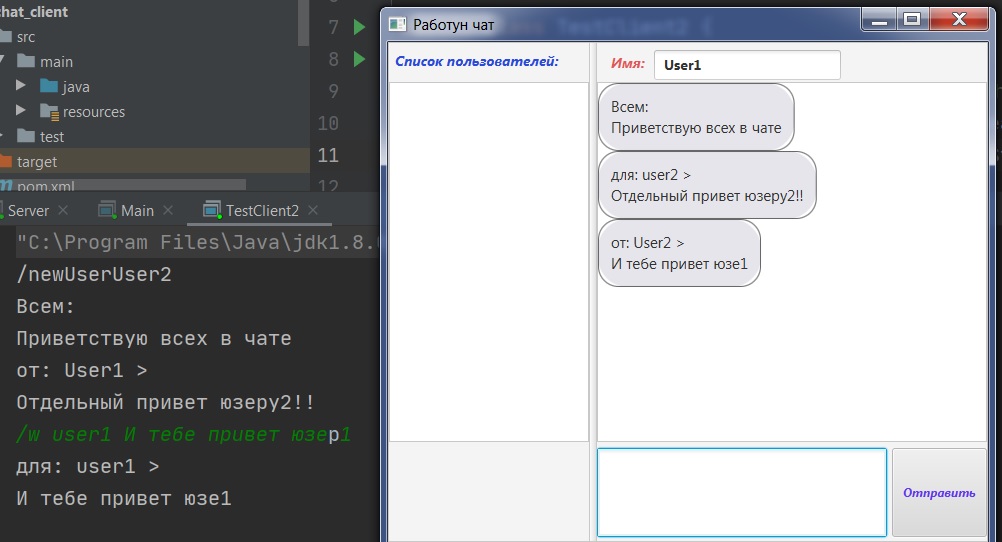 chat_client
src
main
java
resources
test
target
pom.xml
7
8
9
10
11
12
TestClient2 {
Server
Main
TestClient2
"C:\Program Files\Java\jdk1.8.
/newUserUser2
Всем:
Приветствую всех в чате
от: User1 >
Отдельный привет юзеру2!!
/w user1 И тебе привет юзер1
для: user1 >
И тебе привет юзе1
Работун чат
Список пользователей:
Имя: User1
Всем:
Приветствую всех в чате
для: user2 >
Отдельный привет юзеру2!!
от: User2 >
И тебе привет юзе1
Отправить